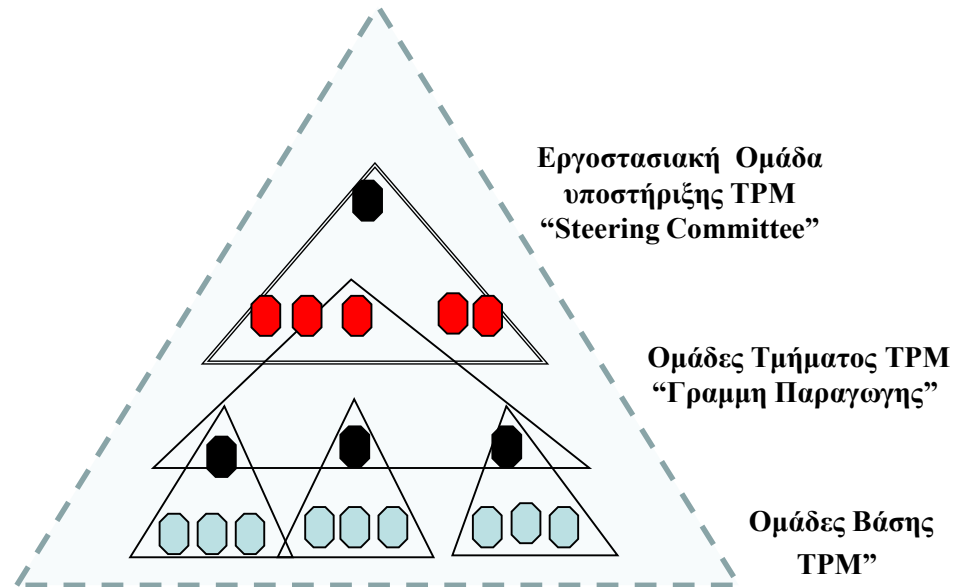 Εργοστασιακή Ομάδα
υποστήριξης TPM
“Steering Committee”
Ομάδες Τμήματος TPM
“Γραμμη Παραγωγης”
Ομάδες Βάσης
TPM”